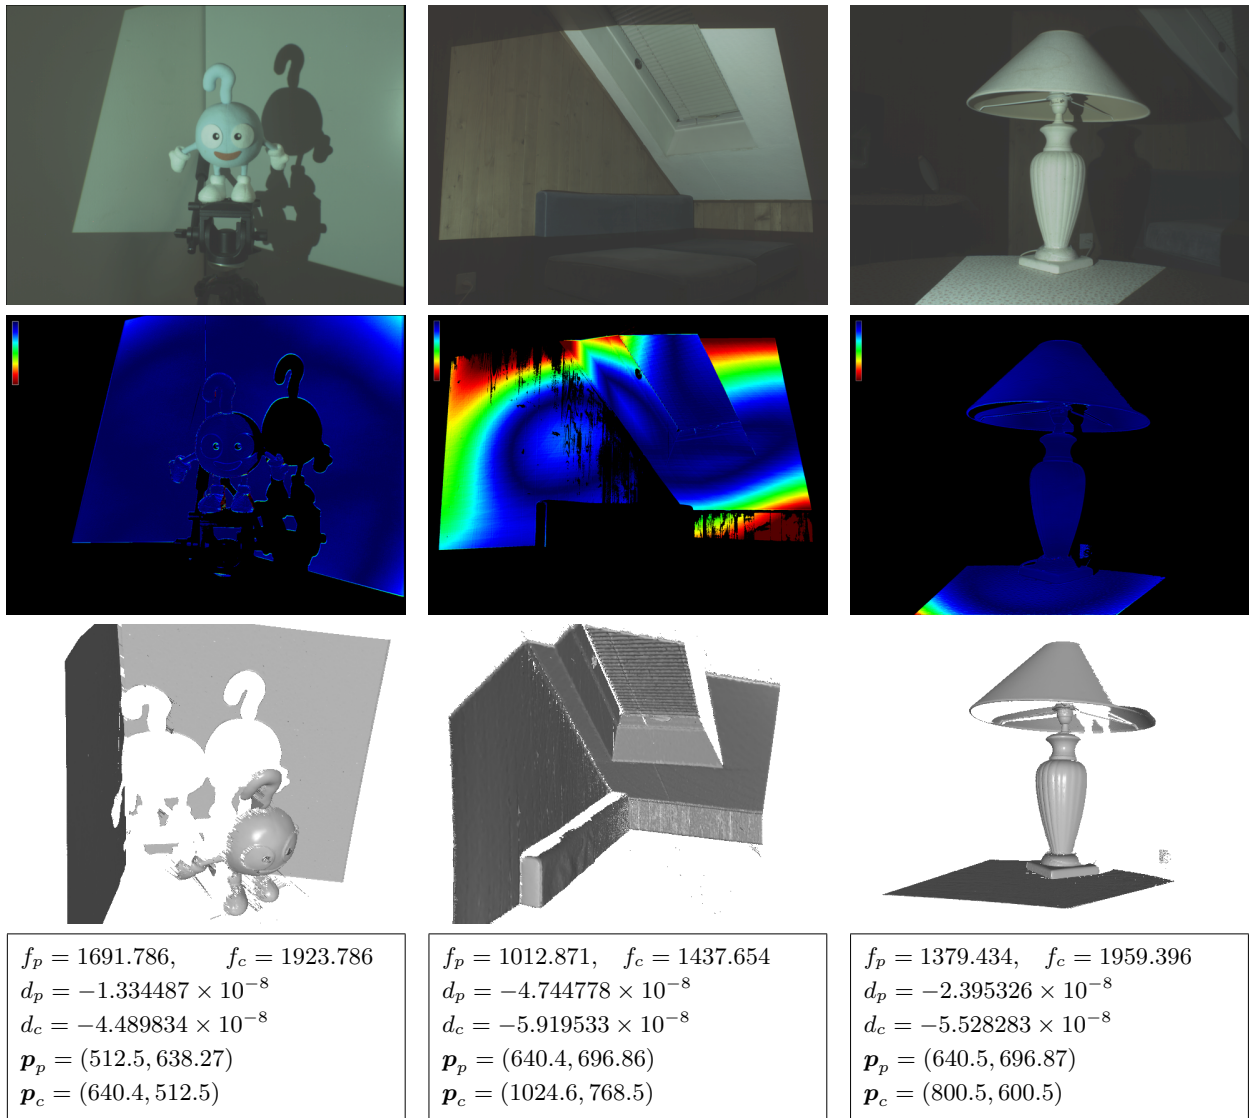 f_p = 1691.786, f_c = 1923.786
d_p = −1.334487 × 10^−8
d_c = −4.489834 × 10^−8
p_p = (512.5, 638.27)
p_c = (640.4, 512.5)
f_p = 1012.871, f_c = 1437.654
d_p = −4.744778 × 10^−8
d_c = −5.919533 × 10^−8
p_p = (640.4, 696.86)
p_c = (1024.6, 768.5)
f_p = 1379.434, f_c = 1959.396
d_p = −2.395326 × 10^−8
d_c = −5.528283 × 10^−8
p_p = (640.5, 696.87)
p_c = (800.5, 600.5)